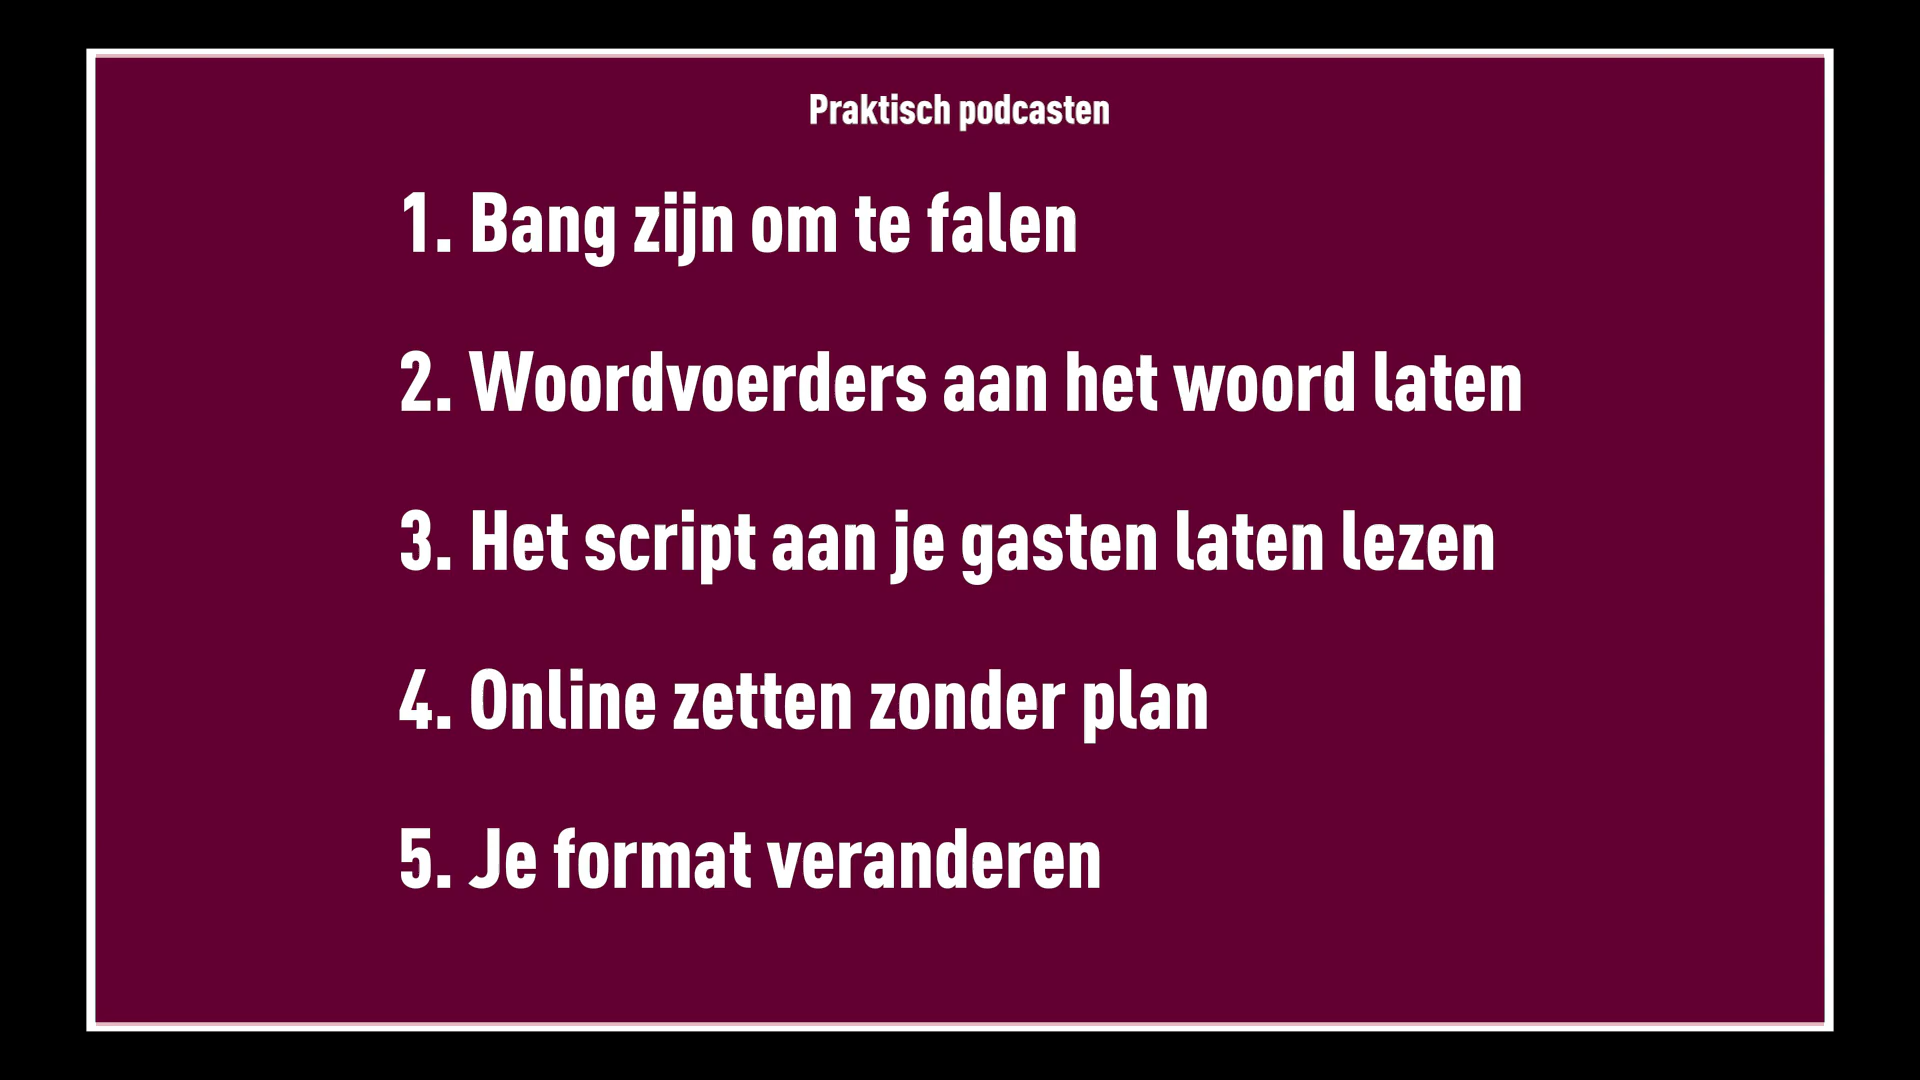 Praktisch podcasten
1. Bang zijn om te falen
2. Woordvoerders aan het woord laten
3. Het script aan je gasten laten lezen
4. Online zetten zonder plan
5. Je format veranderen